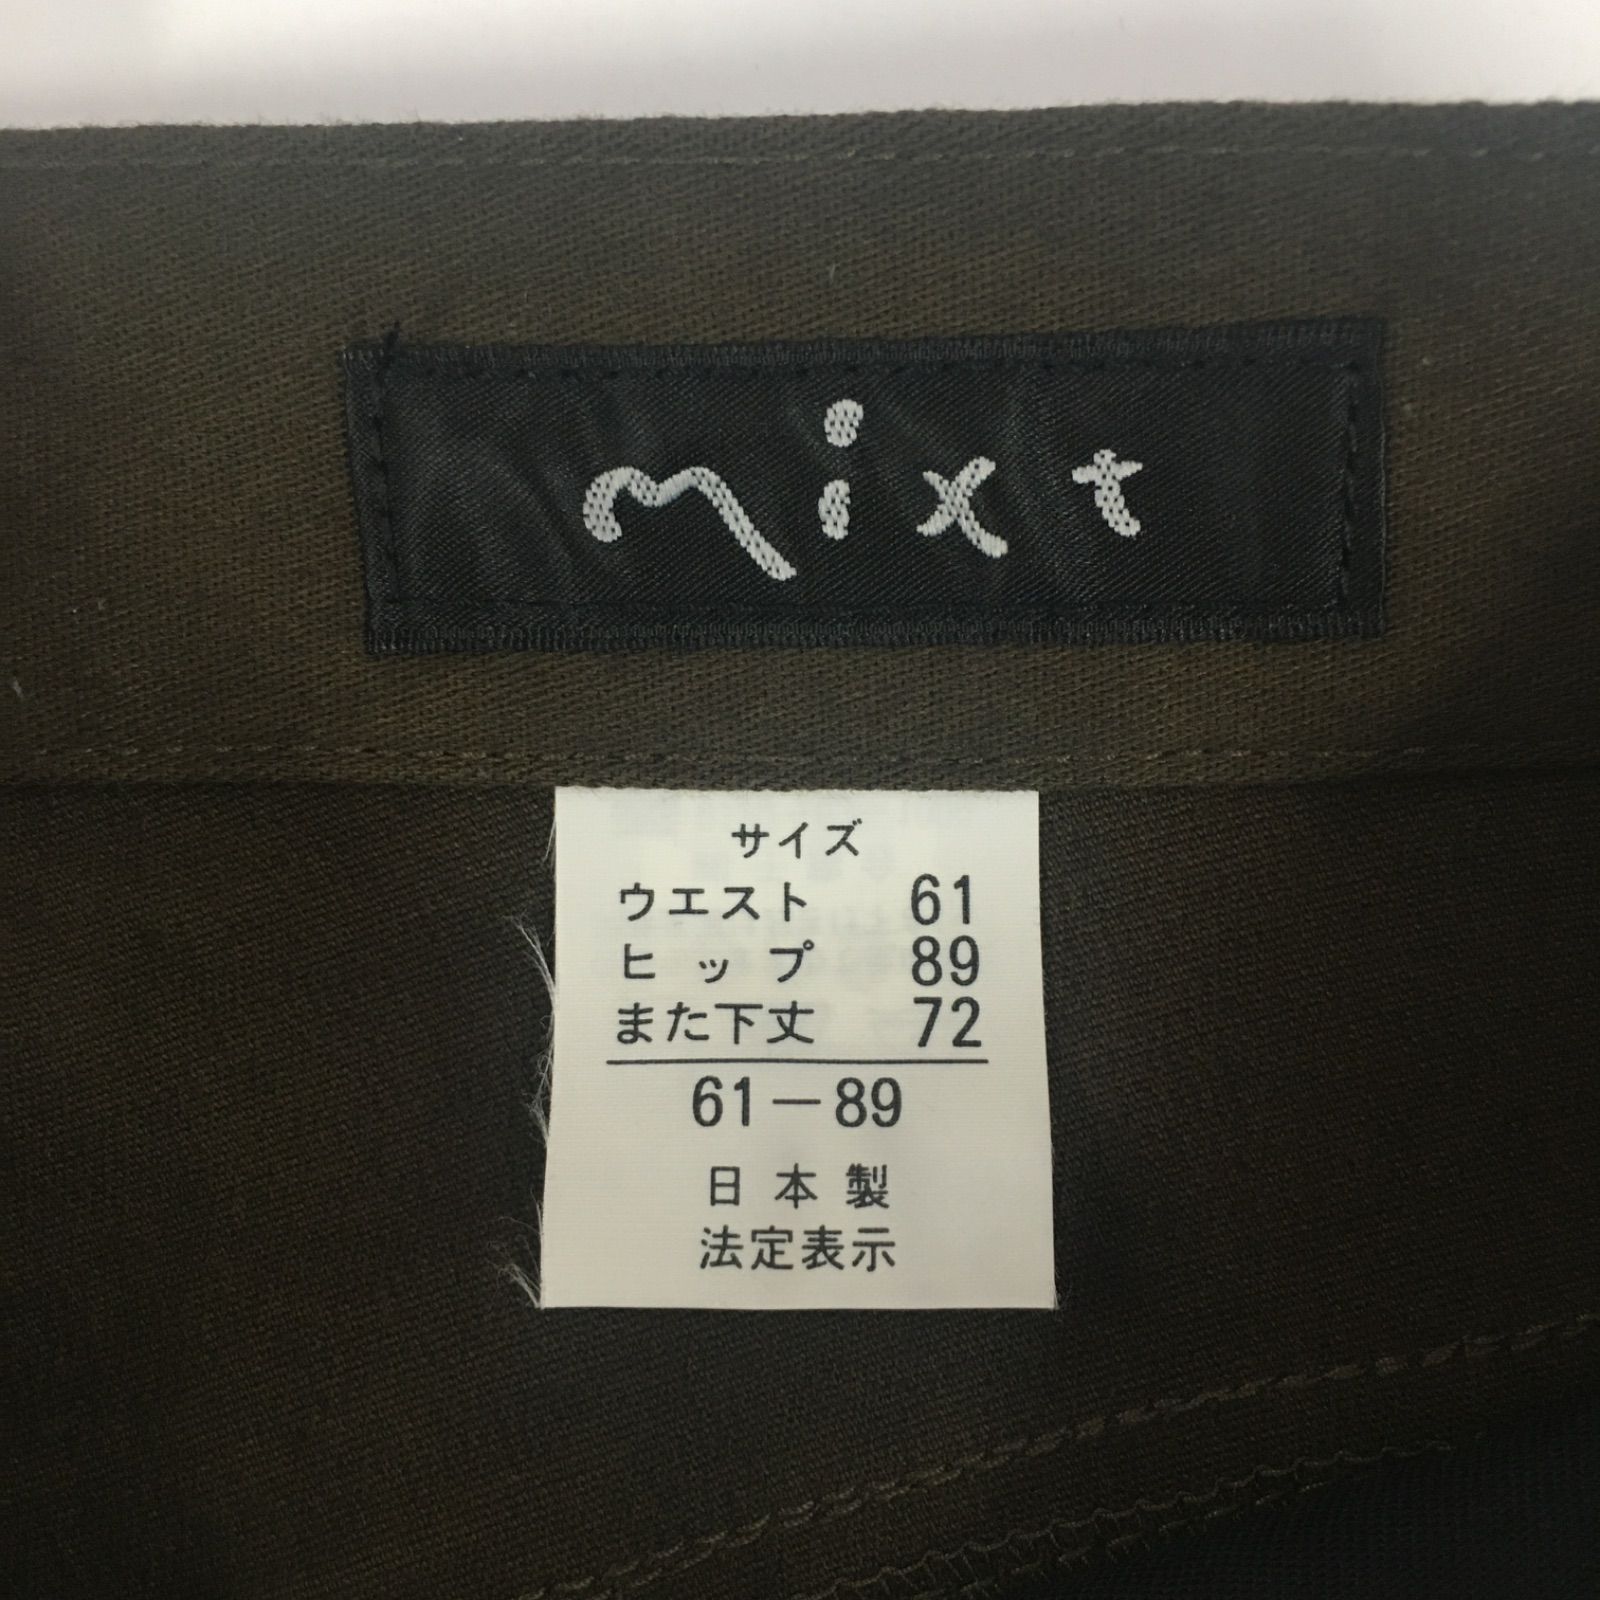 mixt
サイズ
ウエスト 61
ヒップ 89
また下丈 72
61－89
日本製
法定表示